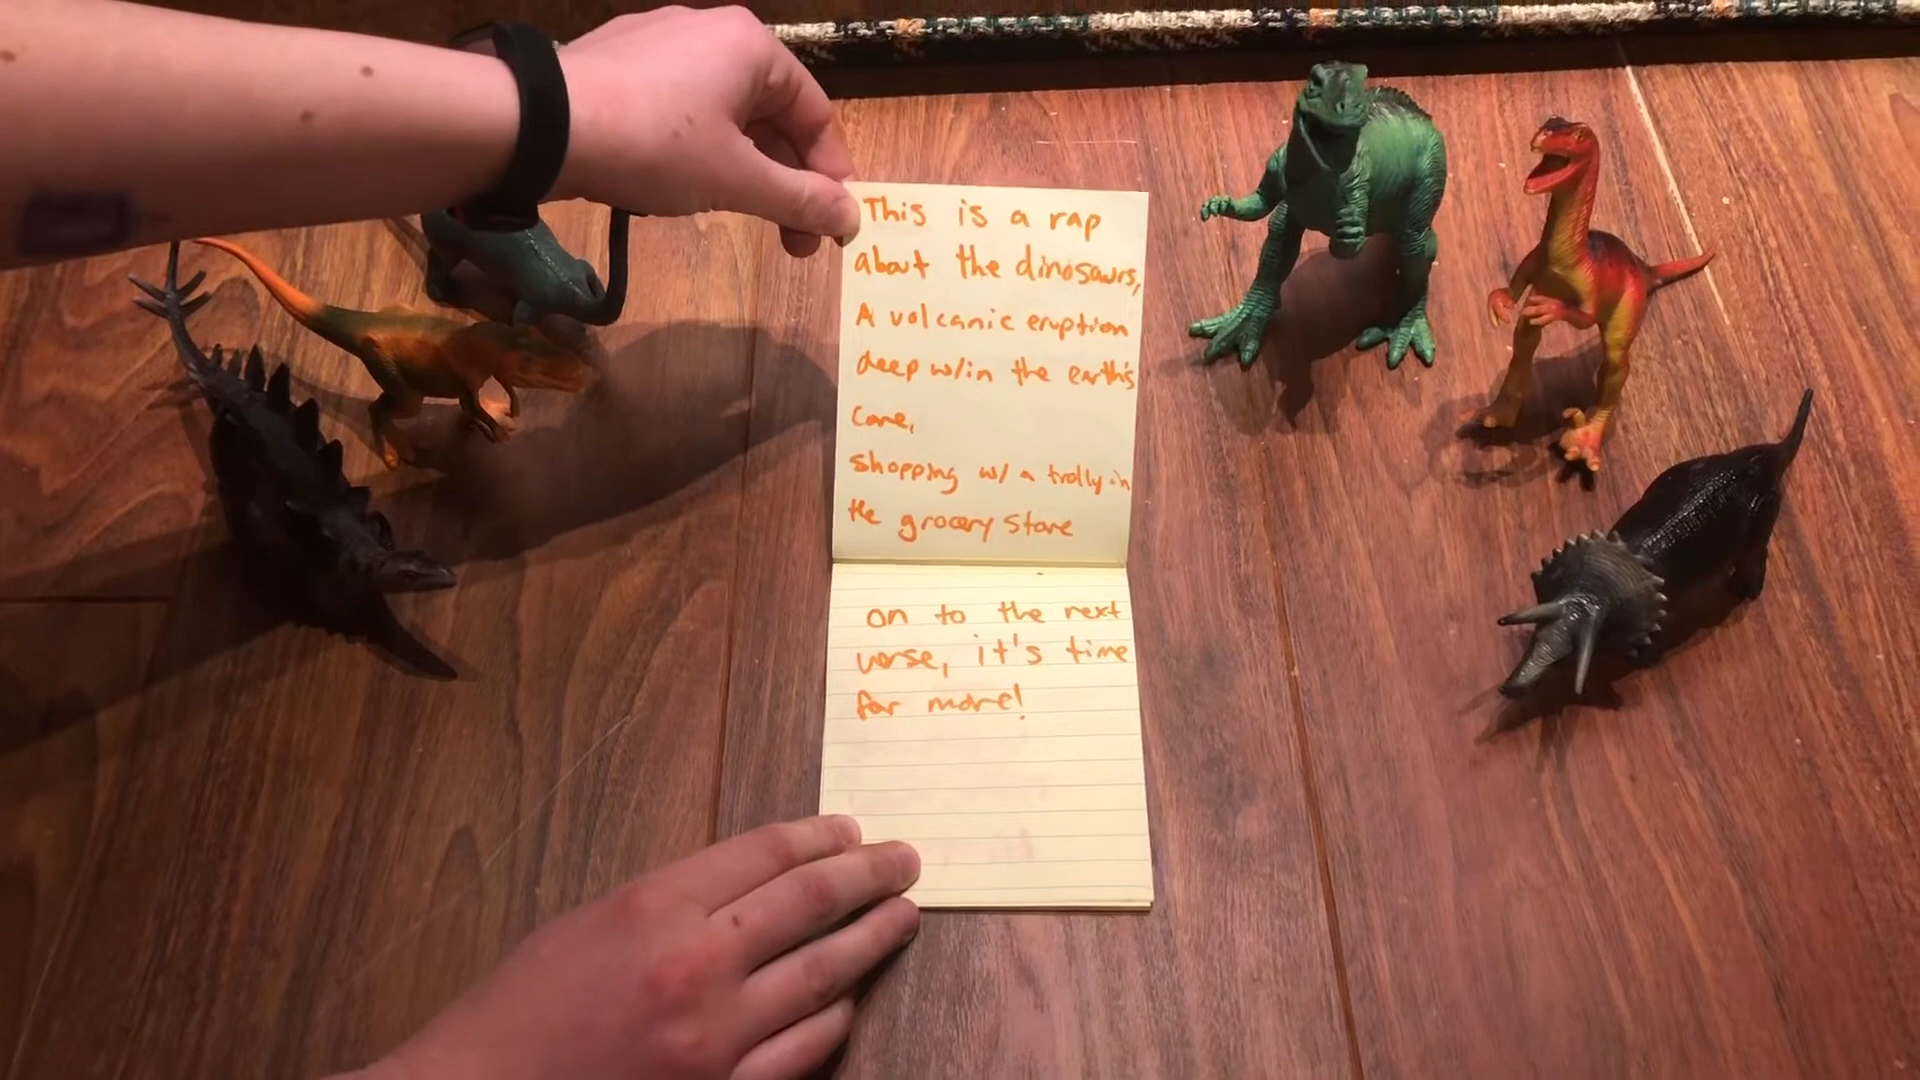 This is a rap
about the dinosaurs,
A volcanic eruption
deep w/in the earth's
core,
shopping w/ a trolly in
the grocery store
on to the next
verse, it's time
for more!